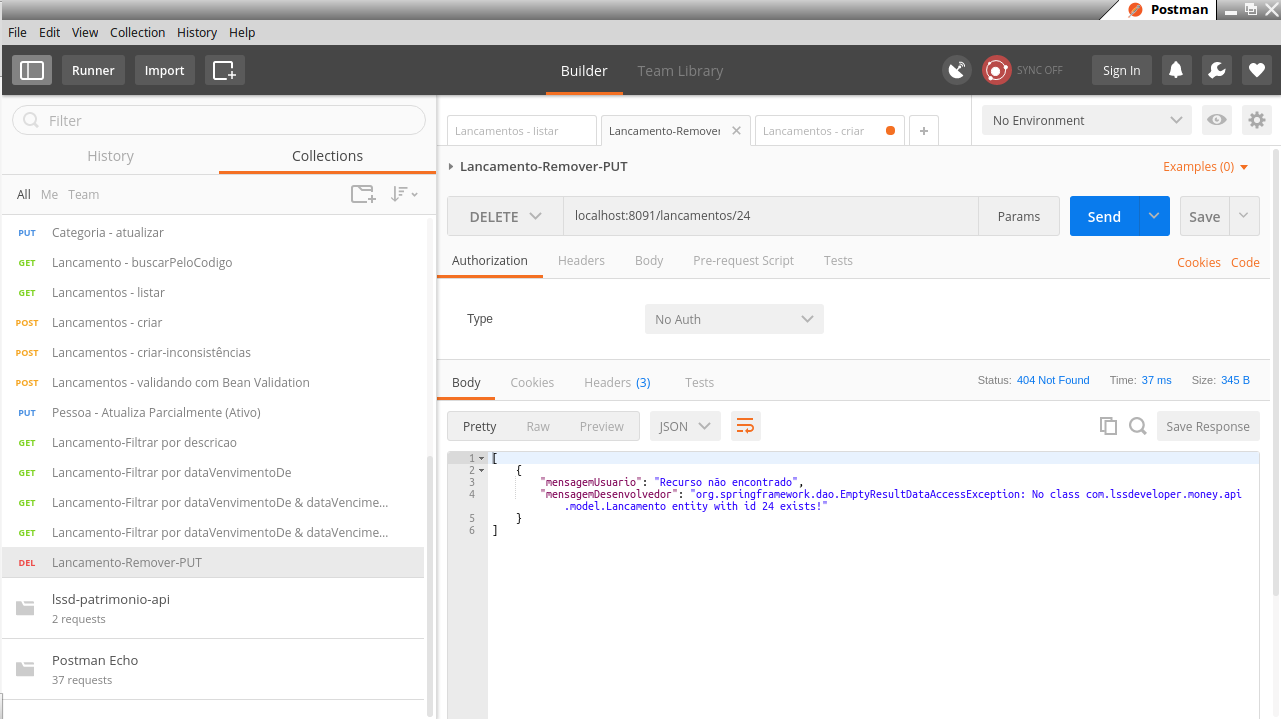 Postman
File Edit View Collection History Help
Runner Import Builder Team Library SYNC OFF Sign In
Filter
History Collections
All Me Team
PUT Categoria - atualizar
GET Lancamento - buscarPeloCodigo
GET Lancamentos - listar
POST Lancamentos - criar
POST Lancamentos - criar-inconsistências
POST Lancamentos - validando com Bean Validation
PUT Pessoa - Atualiza Parcialmente (Ativo)
GET Lancamento-Filtrar por descricao
GET Lancamento-Filtrar por dataVenvimentoDe
GET Lancamento-Filtrar por dataVenvimentoDe & dataVencime...
GET Lancamento-Filtrar por dataVenvimentoDe & dataVencime...
DEL Lancamento-Remover-PUT
lssd-patrimonio-api
2 requests
Postman Echo
37 requests
Lancamentos - listar Lancamento-Remover Lancamentos - criar + No Environment
Lancamento-Remover-PUT Examples (0)
DELETE localhost:8091/lancamentos/24 Params Send Save
Authorization Headers Body Pre-request Script Tests Cookies Code
Type No Auth
Body Cookies Headers (3) Tests Status: 404 Not Found Time: 37 ms Size: 345 B
Pretty Raw Preview JSON Save Response
1 [
2 {
3 "mensagemUsuario": "Recurso não encontrado",
4 "mensagemDesenvolvedor": "org.springframework.dao.EmptyResultDataAccessException: No class com.lssdeveloper.money.api
.model.Lancamento entity with id 24 exists!"
5 }
6 ]